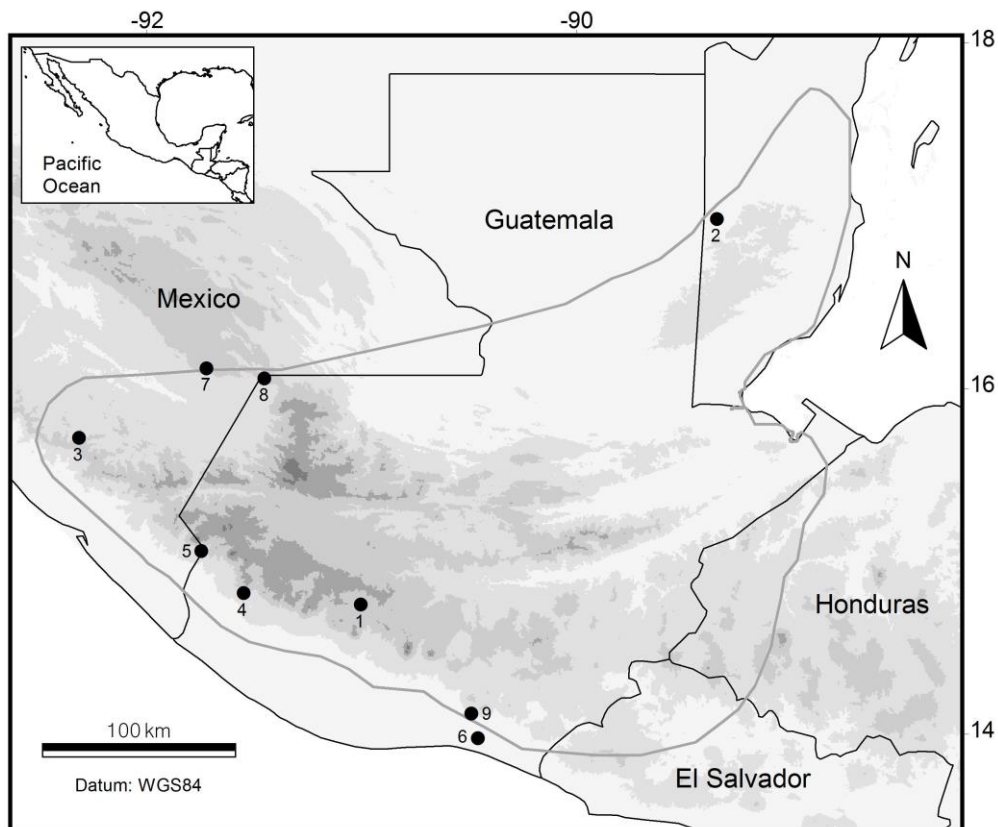 -92
-90
18
Pacific
Ocean
Guatemala
2
N
Mexico
7
8
16
3
5
4
1
Honduras
9
6
14
100 km
Datum: WGS84
El Salvador